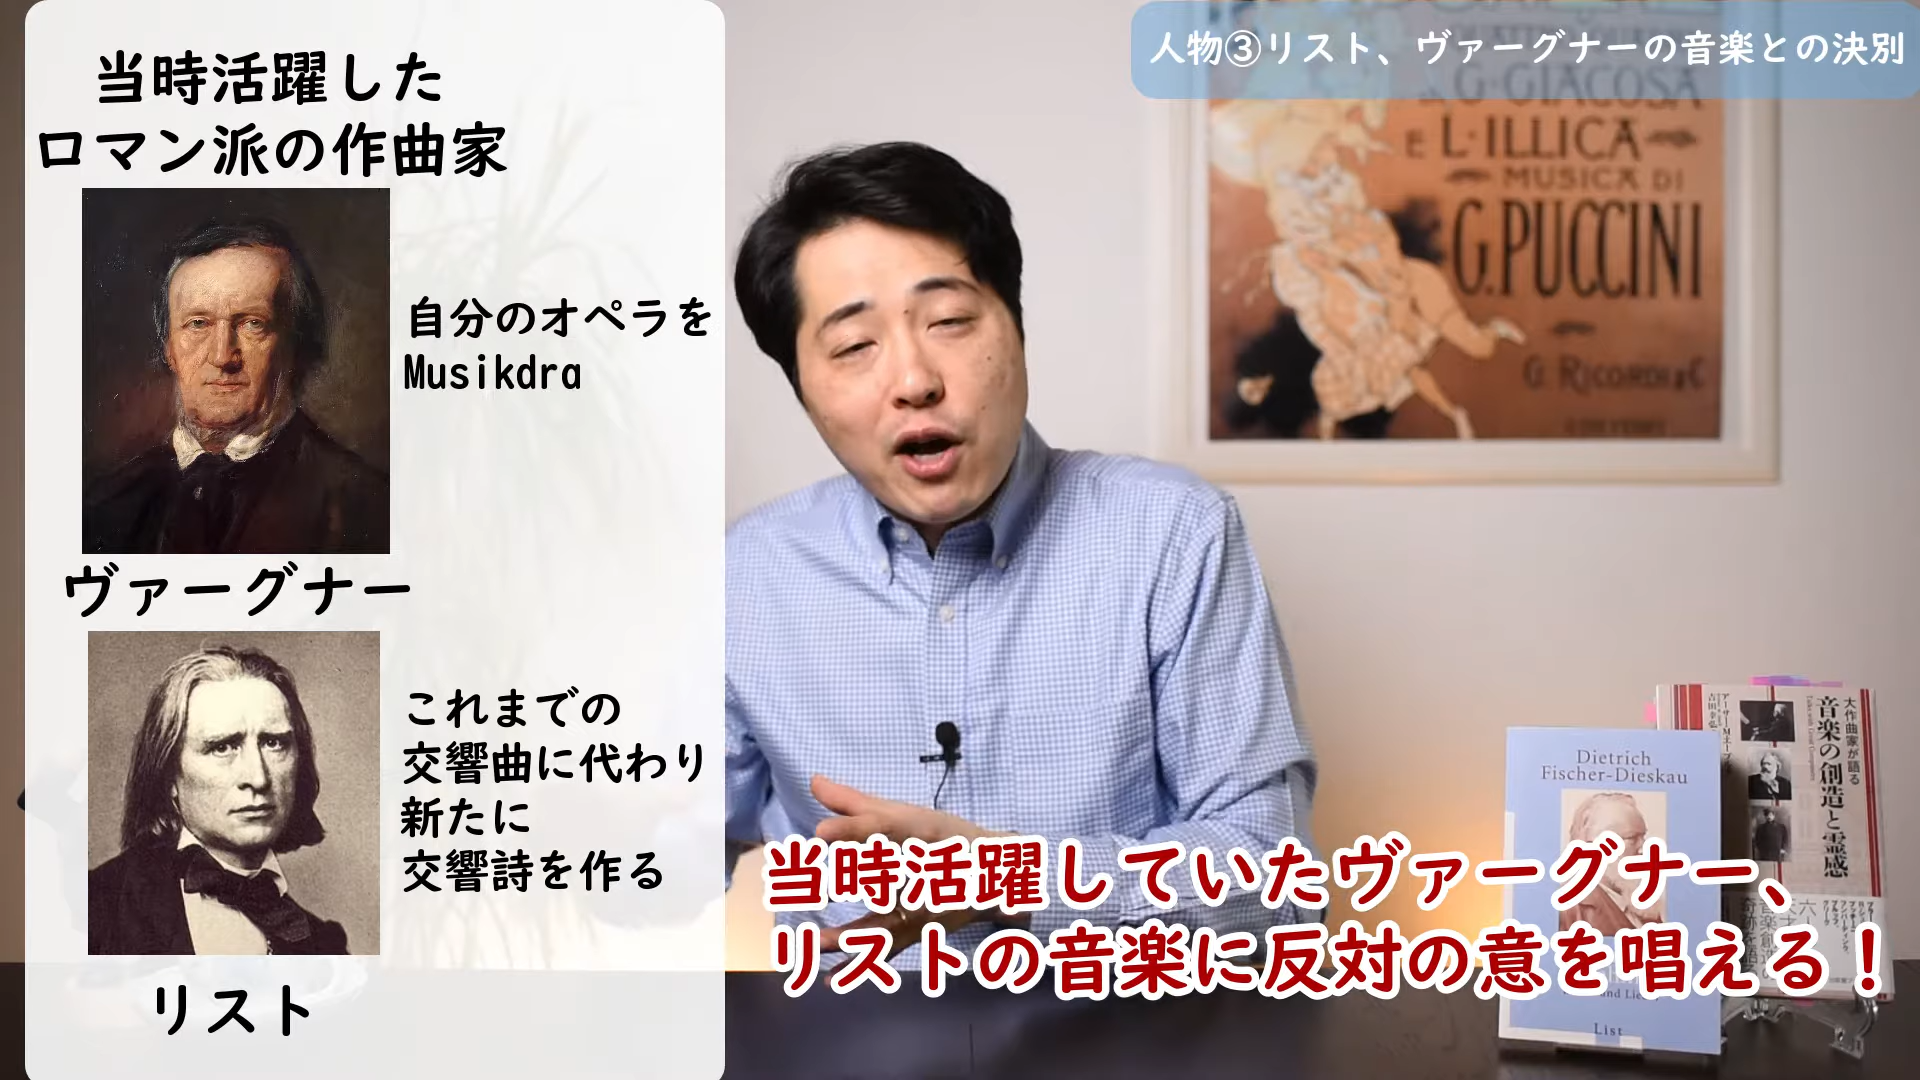 当時活躍した
ロマン派の作曲家
自分のオペラを
Musikdra
ヴァーグナー
これまでの
交響曲に代わり
新たに
交響詩を作る
リスト
人物③リスト、ヴァーグナーの音楽との決別
G・GIACOSA
E L・ILLICA
MUSICA DI
G. PUCCINI
G. RICORDI & C
当時活躍していたヴァーグナー、
リストの音楽に反対の意を唱える！
Dietrich
Fischer-Dieskau
List
大作曲家が語る
音楽の創造と霊感